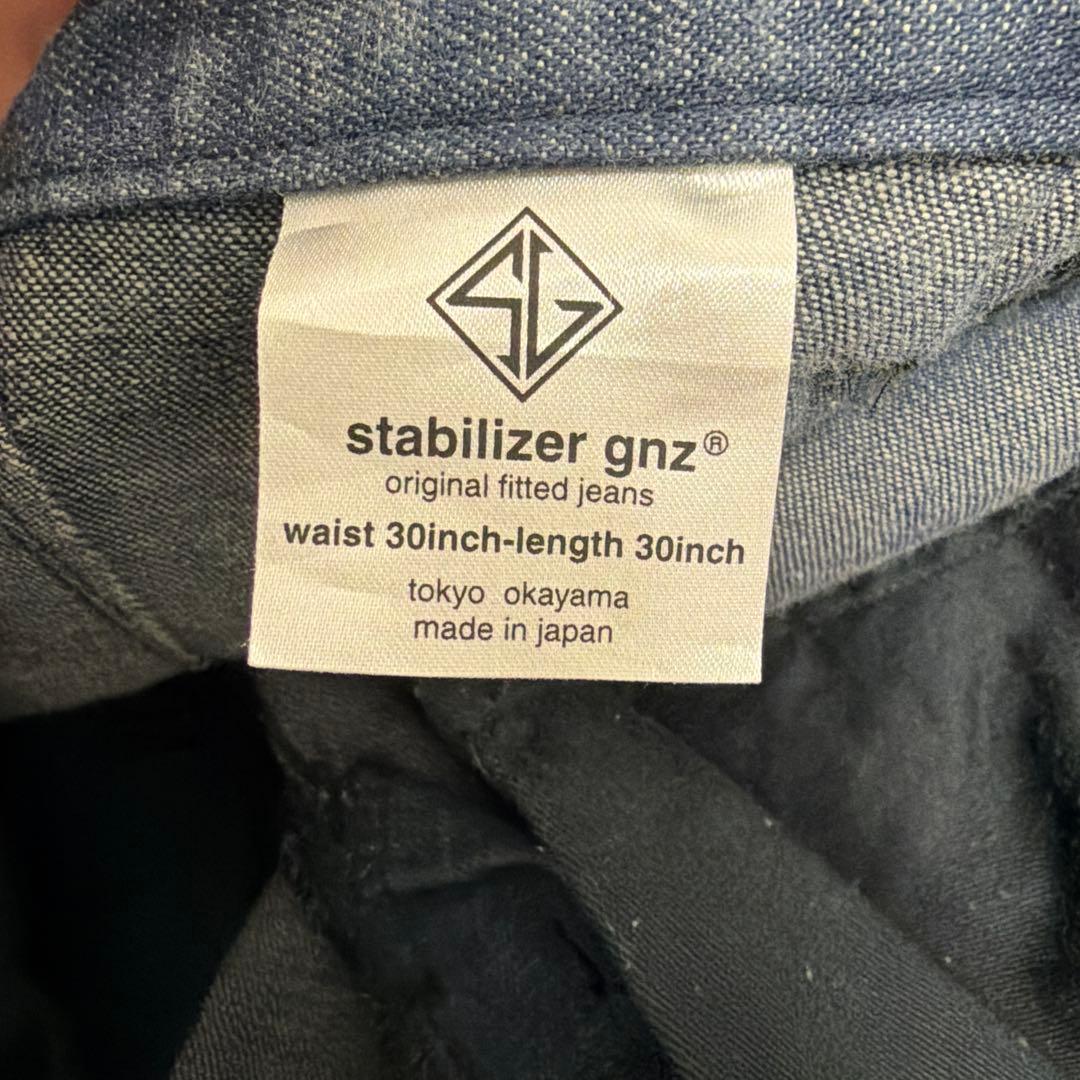 SG
stabilizer gnz®
original fitted jeans
waist 30inch-length 30inch
tokyo okayama
made in japan